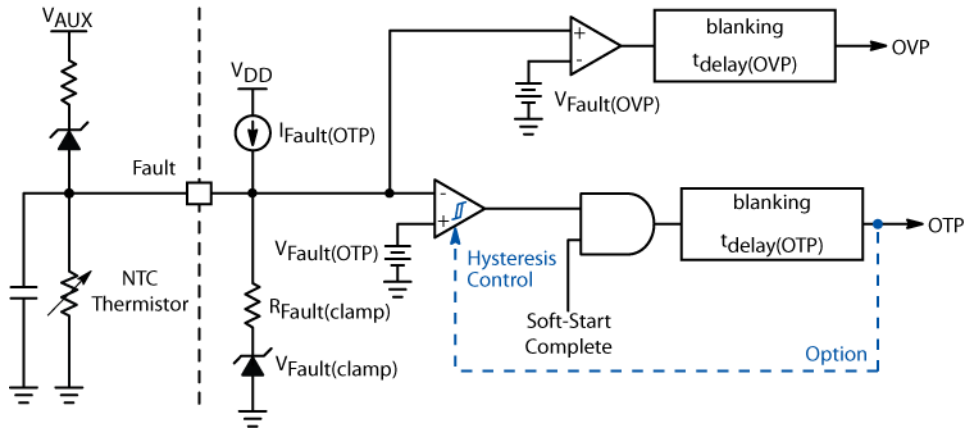 VAUX
VDD
IFault(OTP)
Fault
NTC
Thermistor
RFault(clamp)
VFault(clamp)
+
-
VFault(OVP)
blanking
tdelay(OVP)
OVP
-
+
VFault(OTP)
Hysteresis
Control
Soft-Start
Complete
blanking
tdelay(OTP)
OTP
Option